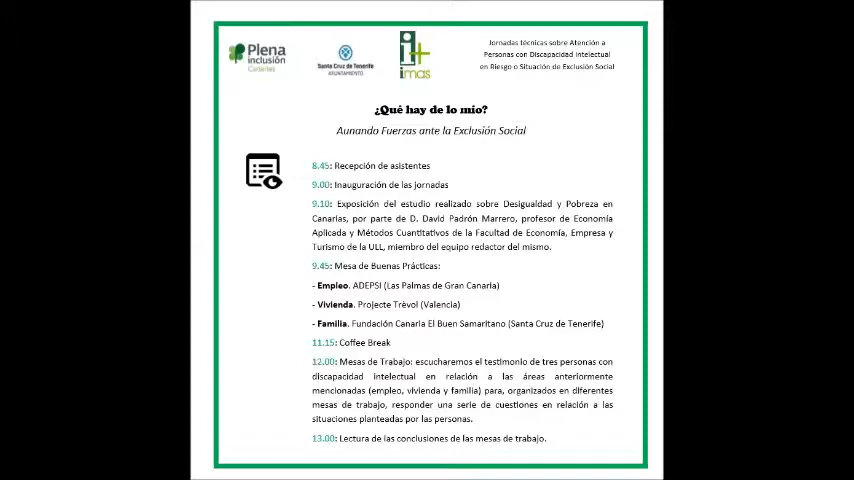 Plena
inclusión
Canarias
Santa Cruz de Tenerife
AYUNTAMIENTO
i+
imas
Jornadas técnicas sobre Atención a
Personas con Discapacidad Intelectual
en Riesgo o Situación de Exclusión Social
¿Qué hay de lo mío?
Aunando Fuerzas ante la Exclusión Social
8.45: Recepción de asistentes
9.00: Inauguración de las jornadas
9.10: Exposición del estudio realizado sobre Desigualdad y Pobreza en
Canarias, por parte de D. David Padrón Marrero, profesor de Economía
Aplicada y Métodos Cuantitativos de la Facultad de Economía, Empresa y
Turismo de la ULL, miembro del equipo redactor del mismo.
9.45: Mesa de Buenas Prácticas:
- Empleo. ADEPSI (Las Palmas de Gran Canaria)
- Vivienda. Projecte Trèvol (Valencia)
- Familia. Fundación Canaria El Buen Samaritano (Santa Cruz de Tenerife)
11.15: Coffee Break
12.00: Mesas de Trabajo: escucharemos el testimonio de tres personas con
discapacidad intelectual en relación a las áreas anteriormente
mencionadas (empleo, vivienda y familia) para, organizados en diferentes
mesas de trabajo, responder una serie de cuestiones en relación a las
situaciones planteadas por las personas.
13.00: Lectura de las conclusiones de las mesas de trabajo.